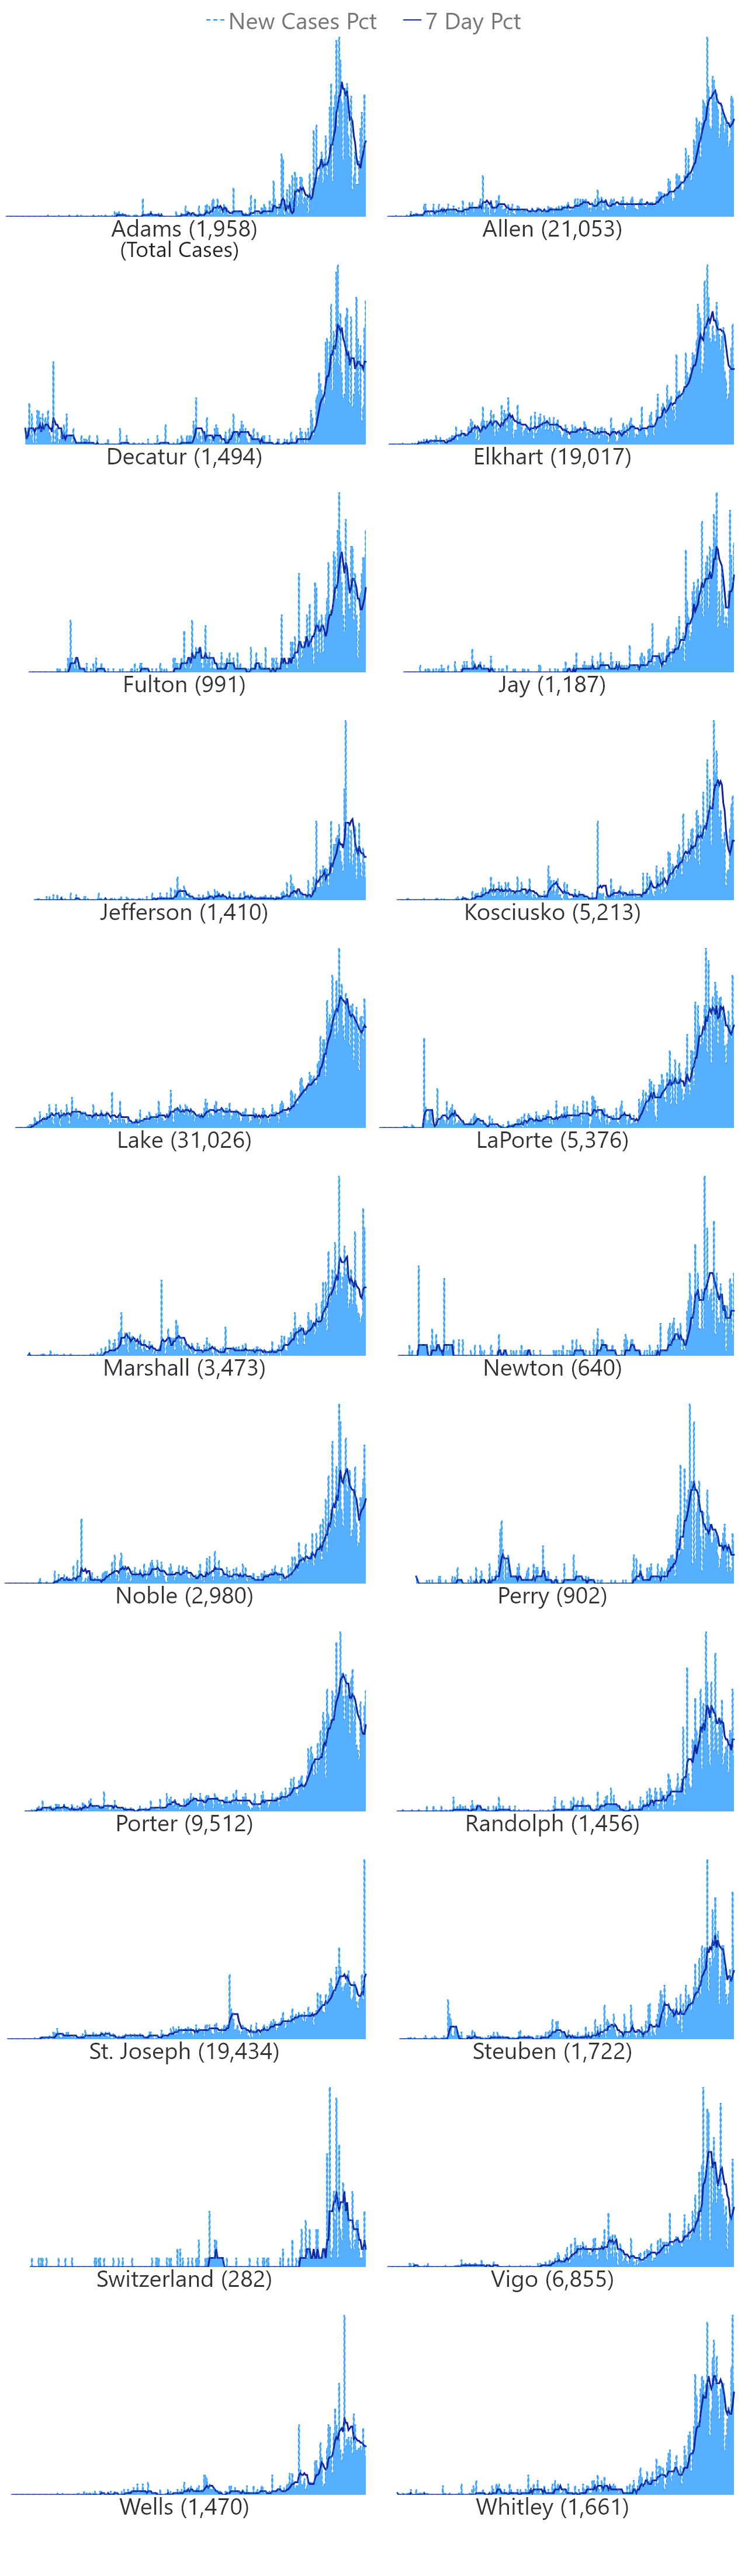 New Cases Pct 7 Day Pct
Adams (1,958) Allen (21,053)
(Total Cases)
Decatur (1,494) Elkhart (19,017)
Fulton (991) Jay (1,187)
Jefferson (1,410) Kosciusko (5,213)
Lake (31,026) LaPorte (5,376)
Marshall (3,473) Newton (640)
Noble (2,980) Perry (902)
Porter (9,512) Randolph (1,456)
St. Joseph (19,434) Steuben (1,722)
Switzerland (282) Vigo (6,855)
Wells (1,470) Whitley (1,661)